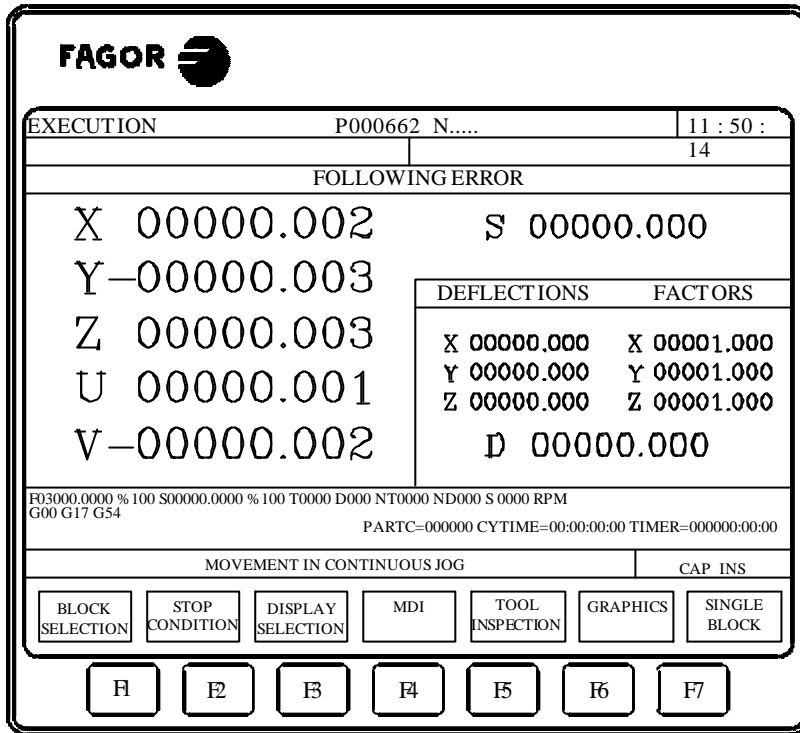 FAGOR
EXECUTION P000662 N..... 11 : 50 :
14
FOLLOWING ERROR
X 00000.002
Y-00000.003
Z 00000.003
U 00000.001
V-00000.002
S 00000.000
DEFLECTIONS FACTORS
X 00000.000 X 00001.000
Y 00000.000 Y 00001.000
Z 00000.000 Z 00001.000
D 00000.000
F03000.0000 %100 S00000.0000 %100 T0000 D000 NT0000 ND000 S 0000 RPM
G00 G17 G54
PARTC=000000 CYTIME=00:00:00:00 TIMER=000000:00:00
MOVEMENT IN CONTINUOUS JOG CAP INS
BLOCK SELECTION
STOP CONDITION
DISPLAY SELECTION
MDI
TOOL INSPECTION
GRAPHICS
SINGLE BLOCK
F1 F2 F3 F4 F5 F6 F7